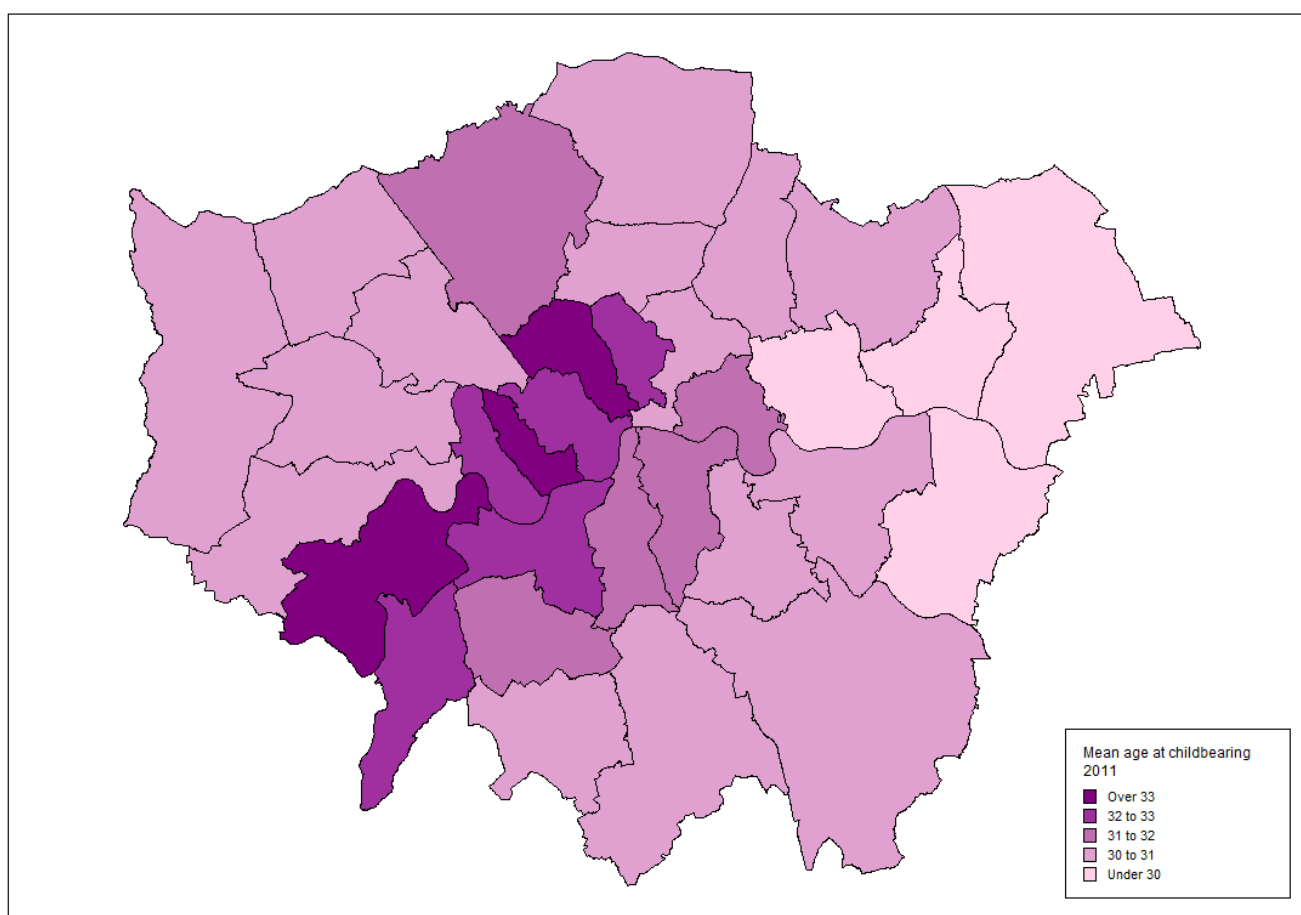 Mean age at childbearing
2011
Over 33
32 to 33
31 to 32
30 to 31
Under 30